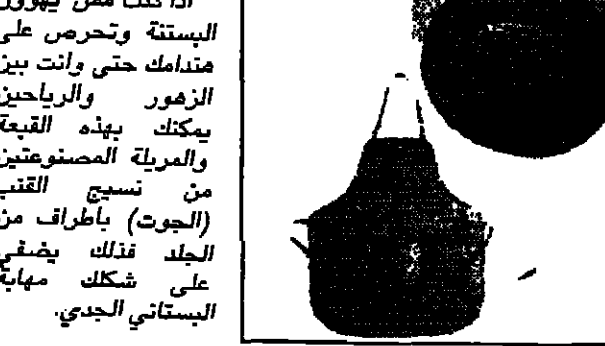 اذا كنت ممن يهوون
البستنة وتحرص على
هندامك حتى وانت بين
الزهور والرياحين
يمكنك بهذه القبعة
والمريلة المصنوعتين
من نسيج القنب
(الجوت) بأطراف من
الجلد فذلك يضفي
على شكلك مهابة
البستاني الجدي.